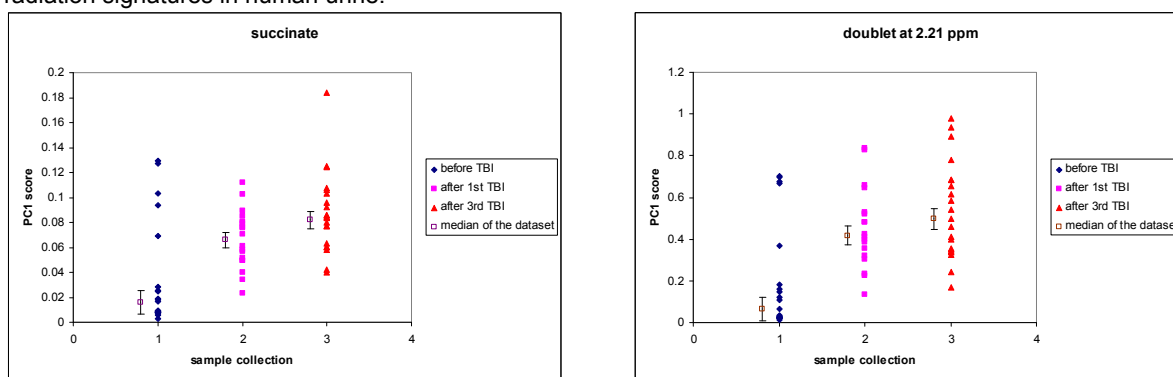 radiation signatures in human urine.
succinate
0.2
0.18
0.16
0.14
0.12
0.1
0.08
0.06
0.04
0.02
0
PC1 score
0 1 2 3 4
sample collection
before TBI
after 1st TBI
after 3rd TBI
median of the dataset
doublet at 2.21 ppm
1.2
1
0.8
0.6
0.4
0.2
0
PC1 score
0 1 2 3 4
sample collection
before TBI
after 1st TBI
after 3rd TBI
median of the dataset